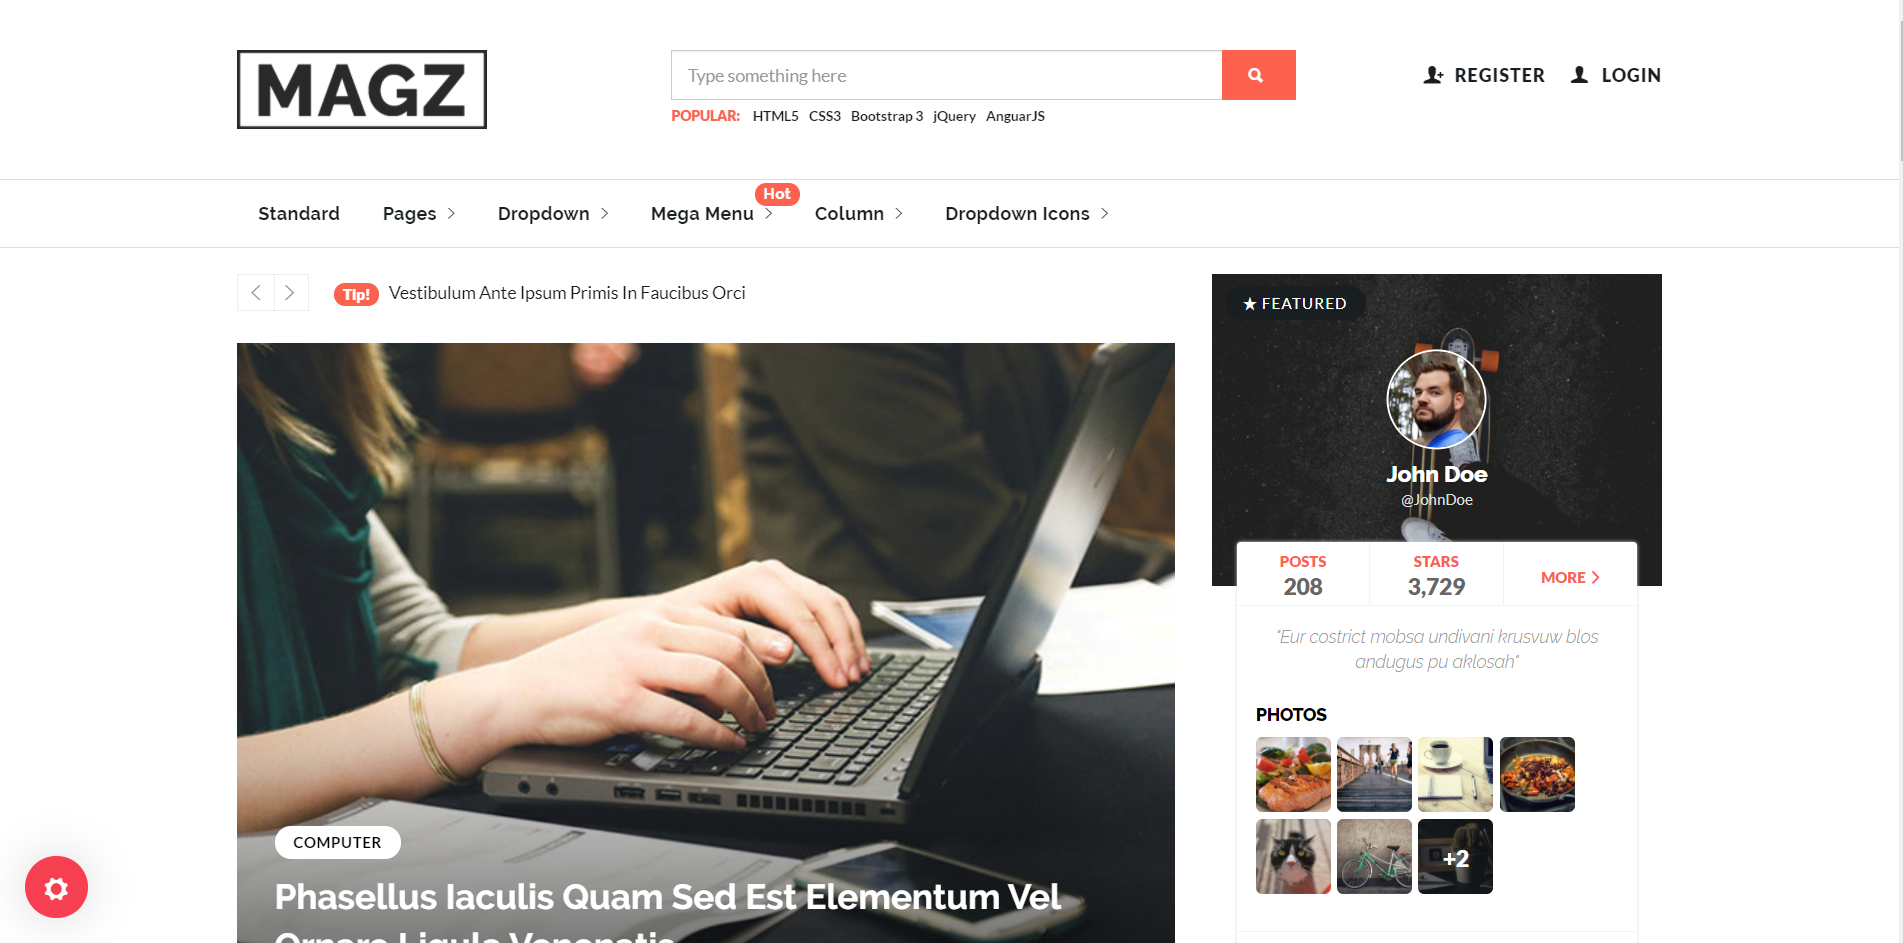 MAGZ
Type something here
POPULAR: HTML5 CSS3 Bootstrap 3 jQuery AnguarJS
REGISTER LOGIN
Standard Pages Dropdown Mega Menu Hot Column Dropdown Icons
Tip! Vestibulum Ante Ipsum Primis In Faucibus Orci
COMPUTER
Phasellus Iaculis Quam Sed Est Elementum Vel
Ornare Ligula Venenatis
★ FEATURED
John Doe
@JohnDoe
POSTS
208
STARS
3,729
MORE
"Eur costrict mobsa undivani krusvuw blos
andugus pu aklosah"
PHOTOS
+2